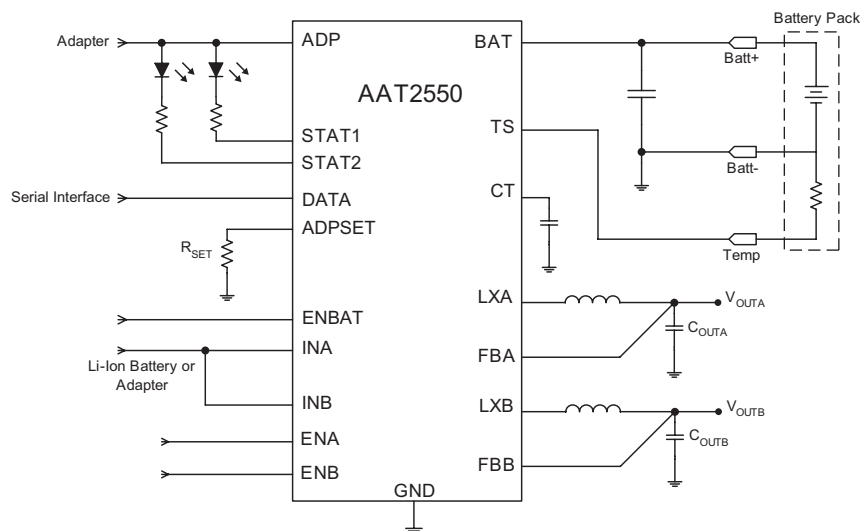 Battery Pack
Adapter
ADP
BAT
Batt+
AAT2550
STAT1
TS
STAT2
Batt-
CT
Serial Interface
DATA
ADPSET
RSET
Temp
LXA
VOUTA
COUTA
ENBAT
INA
FBA
Li-Ion Battery or
Adapter
INB
LXB
VOUTB
COUTB
ENA
ENB
FBB
GND